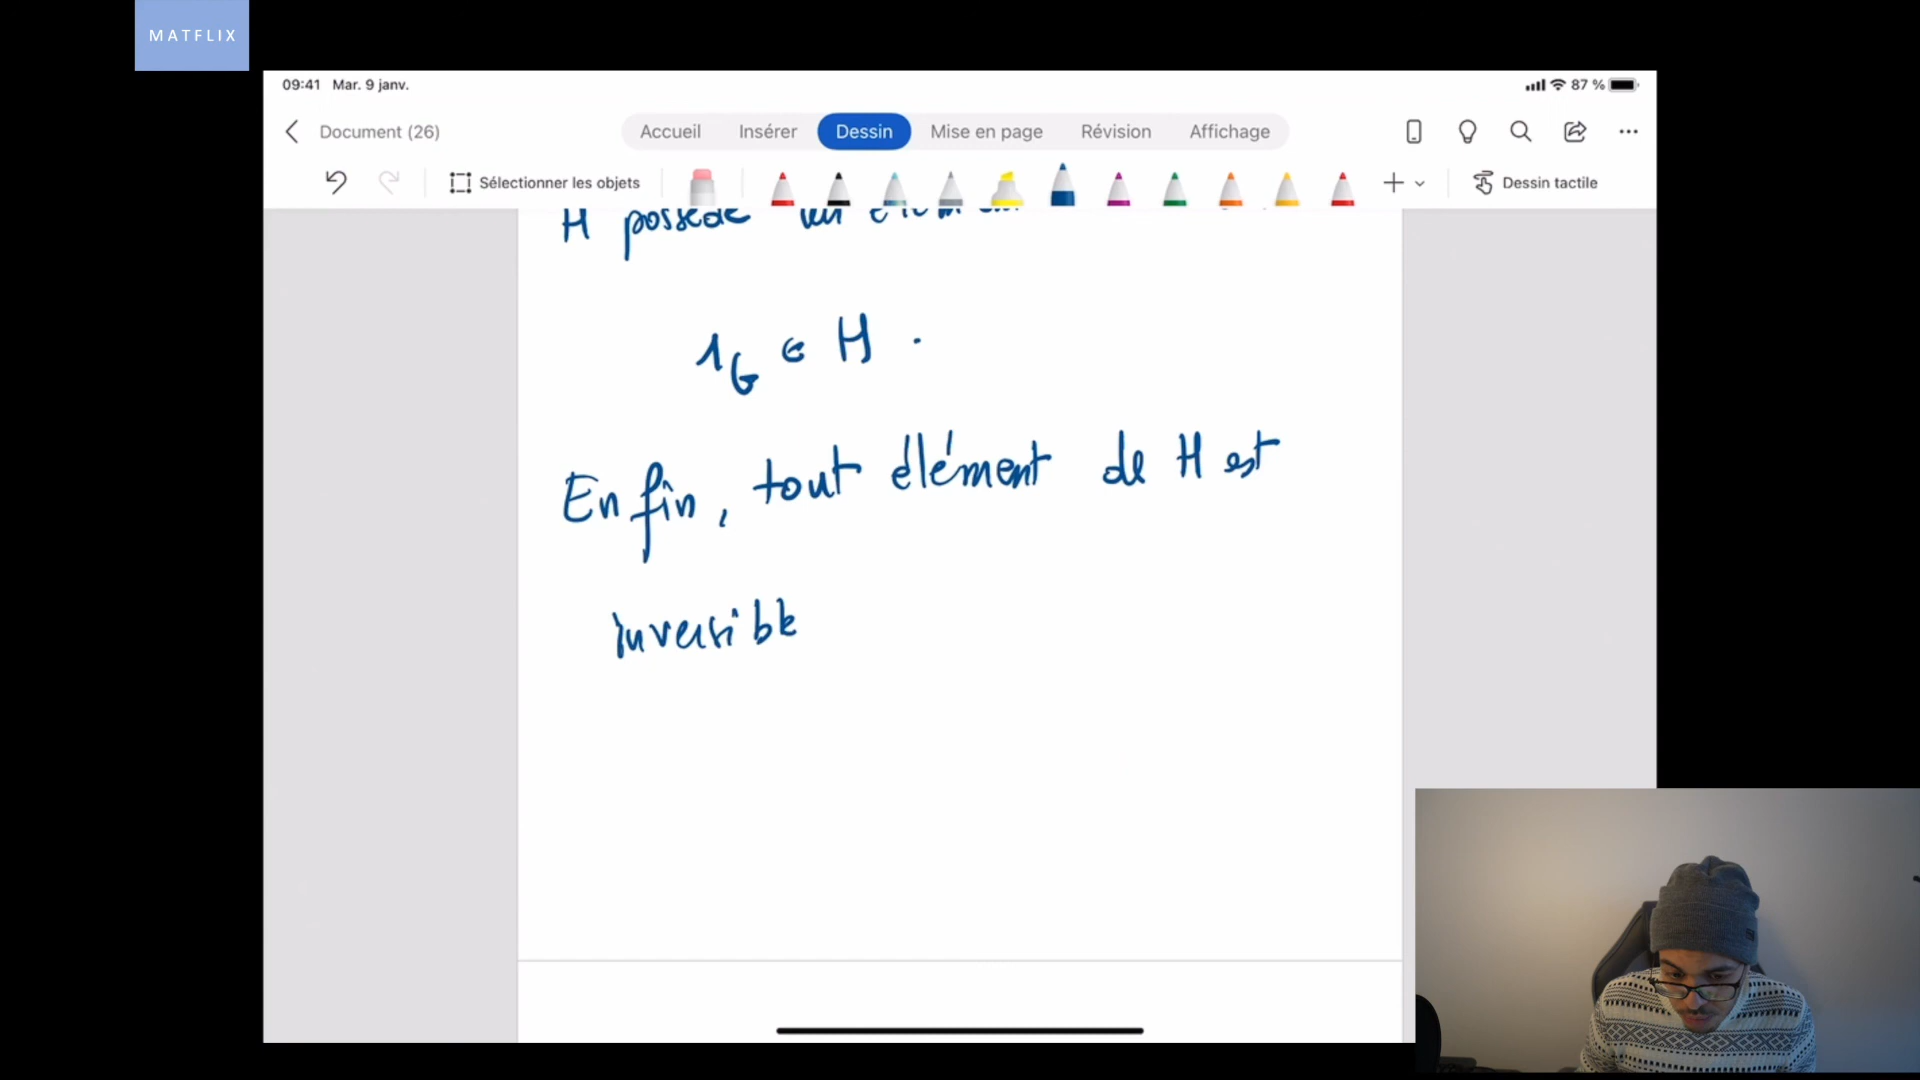 MATFLIX
09:41 Mar. 9 janv.
87 %
Document (26)
Accueil Insérer Dessin Mise en page Révision Affichage
Sélectionner les objets
Dessin tactile
H possède un
1G ∈ H .
Enfin, tout élément de H est
inversible